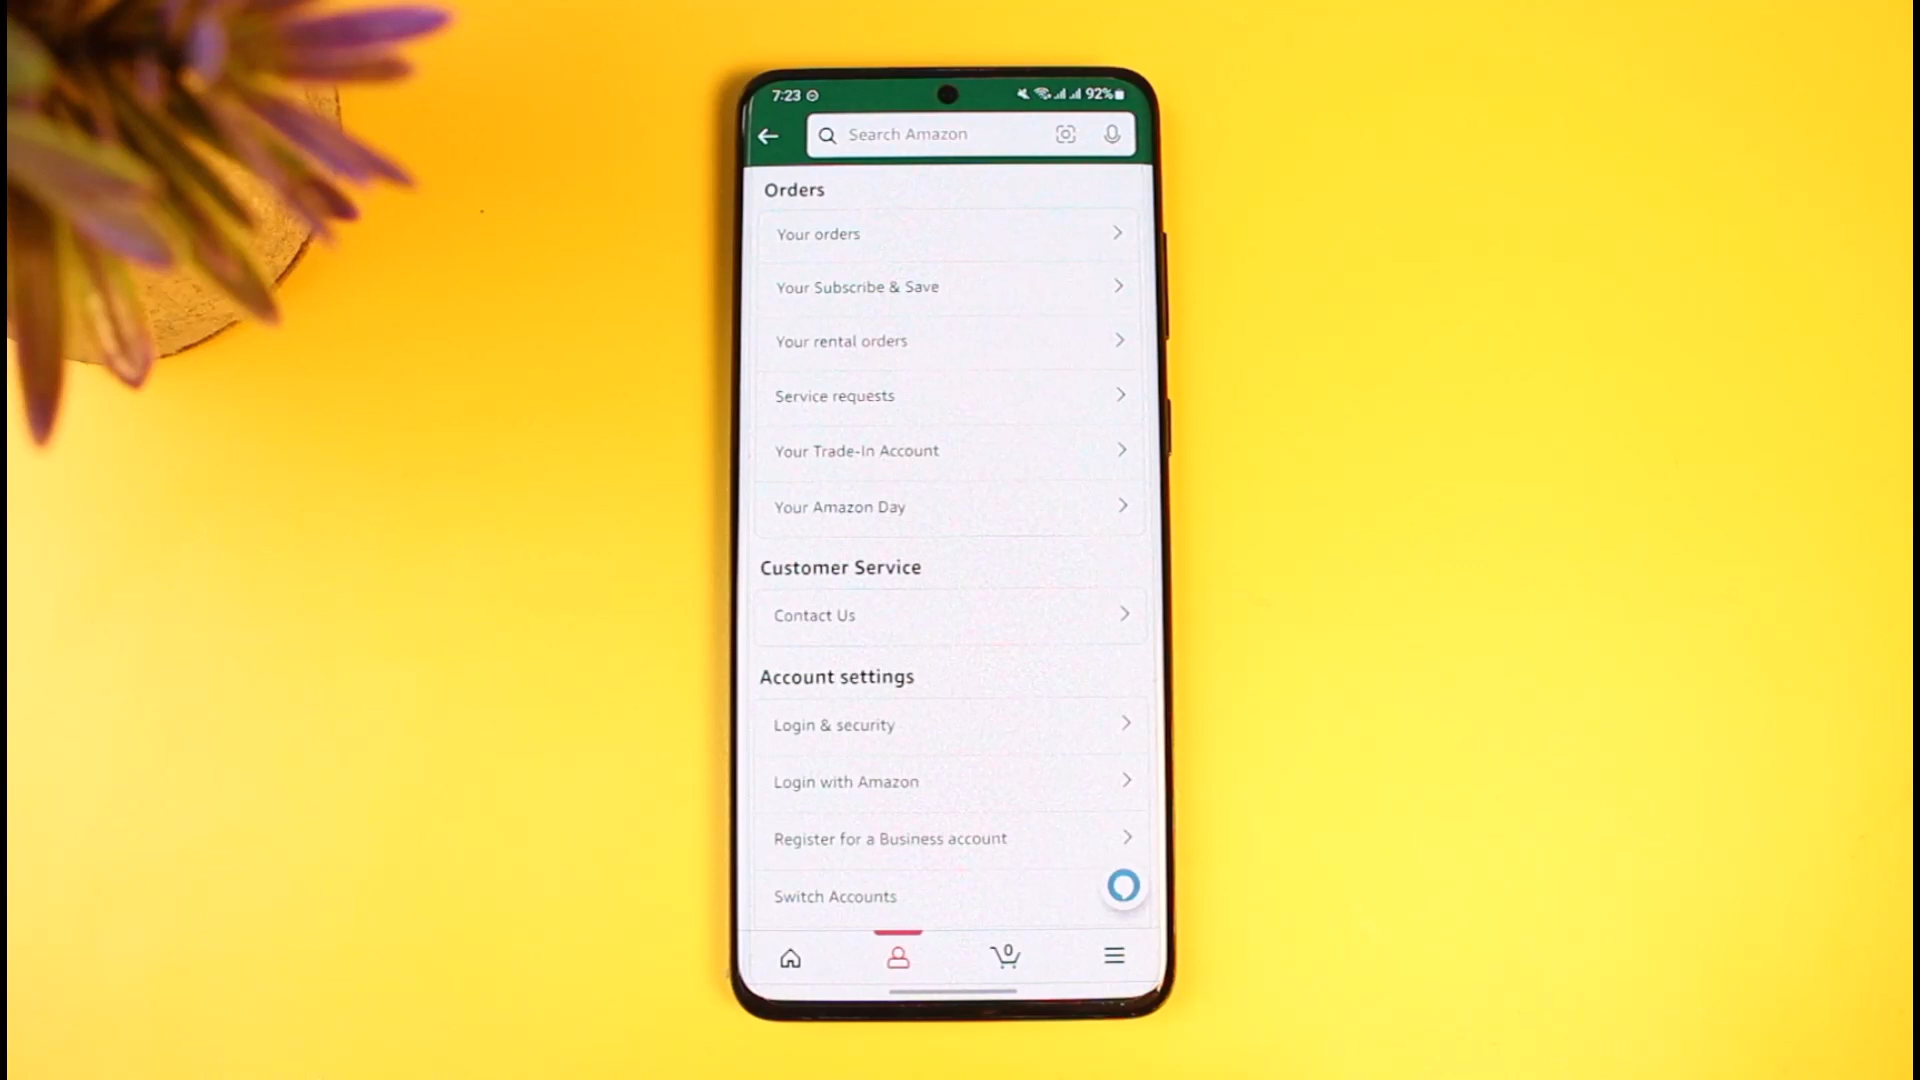 7:23
92%
Search Amazon
Orders
Your orders
Your Subscribe & Save
Your rental orders
Service requests
Your Trade-In Account
Your Amazon Day
Customer Service
Contact Us
Account settings
Login & security
Login with Amazon
Register for a Business account
Switch Accounts
0